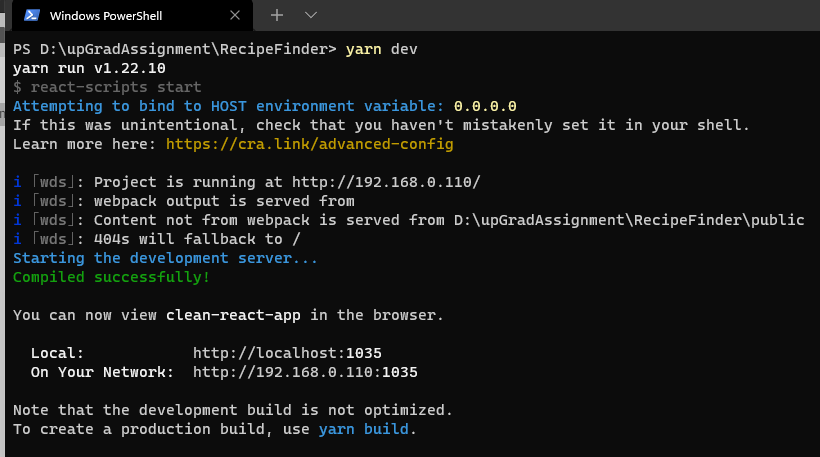 Windows PowerShell
PS D:\upGradAssignment\RecipeFinder> yarn dev
yarn run v1.22.10
$ react-scripts start
Attempting to bind to HOST environment variable: 0.0.0.0
If this was unintentional, check that you haven't mistakenly set it in your shell.
Learn more here: https://cra.link/advanced-config
i ｢wds｣: Project is running at http://192.168.0.110/
i ｢wds｣: webpack output is served from
i ｢wds｣: Content not from webpack is served from D:\upGradAssignment\RecipeFinder\public
i ｢wds｣: 404s will fallback to /
Starting the development server...
Compiled successfully!
You can now view clean-react-app in the browser.
Local: http://localhost:1035
On Your Network: http://192.168.0.110:1035
Note that the development build is not optimized.
To create a production build, use yarn build.